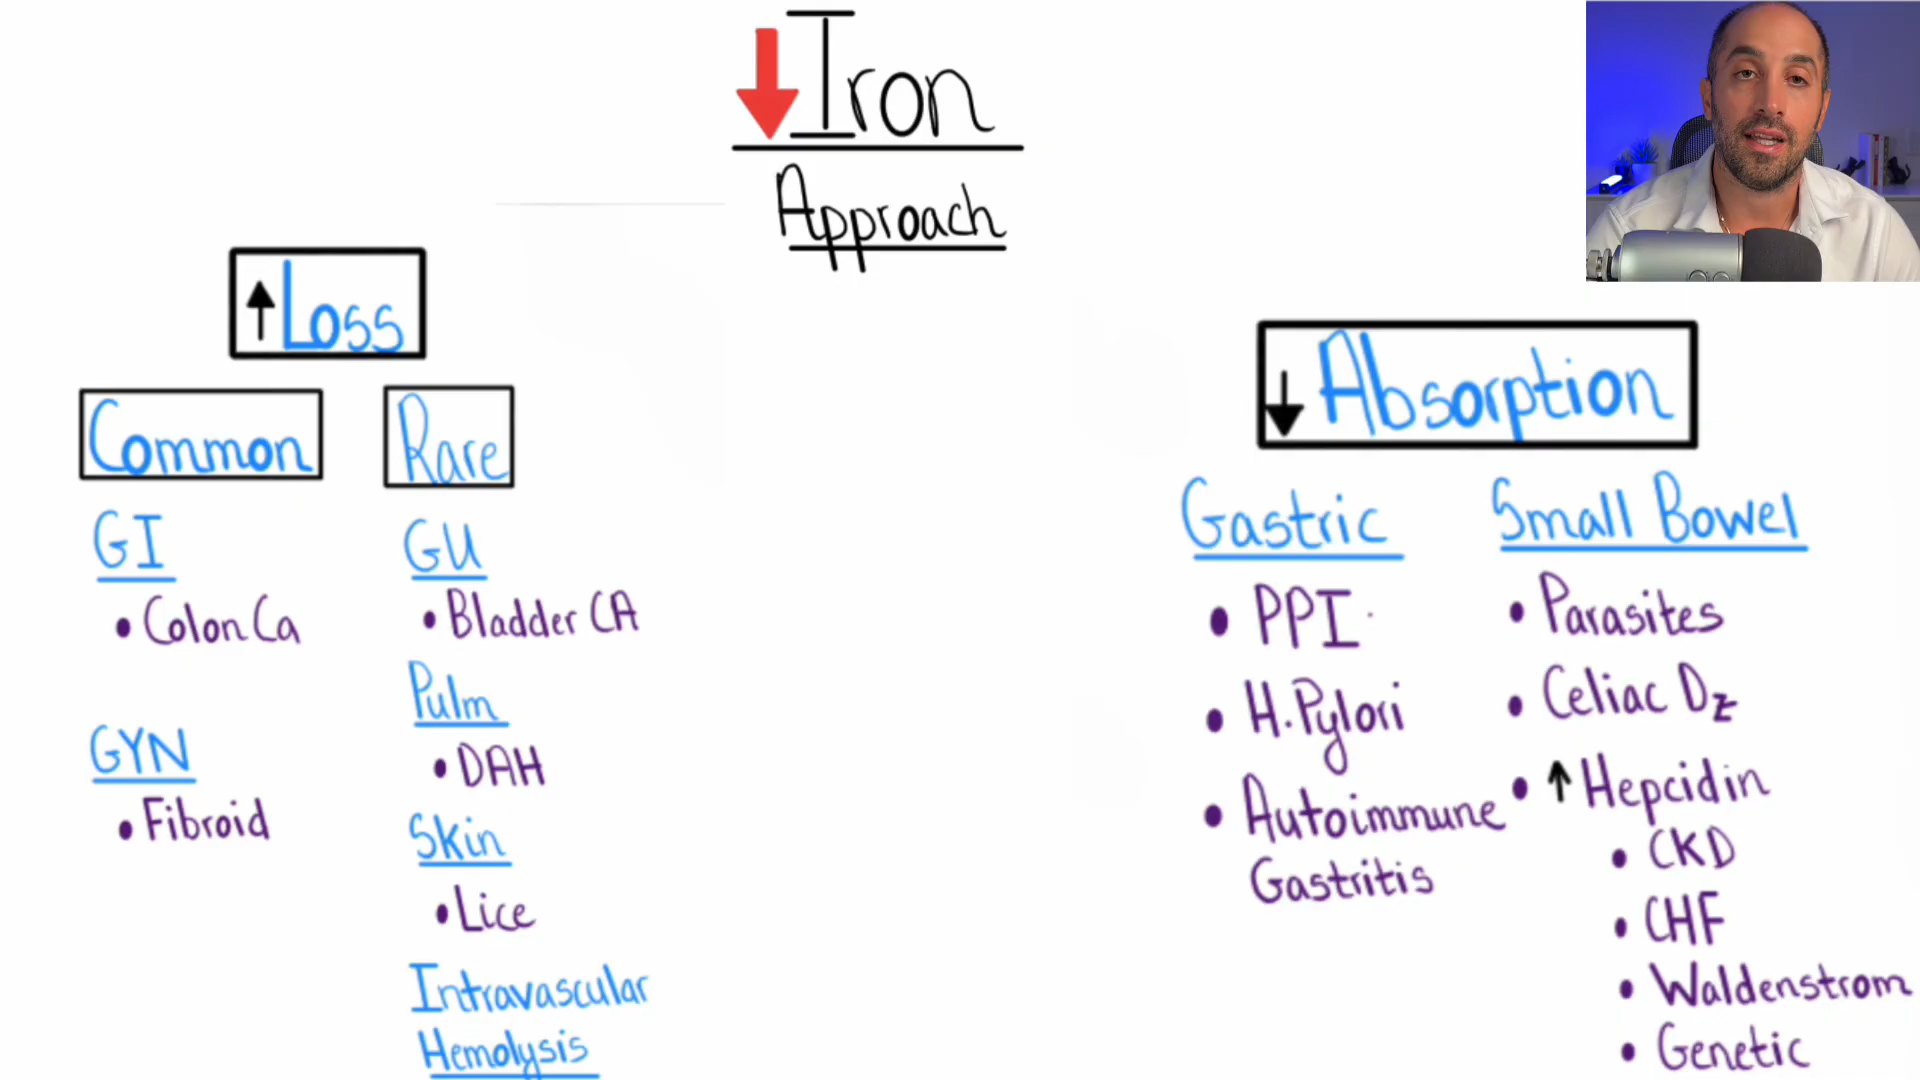 Iron
Approach
↑ Loss
Common
GI
• Colon Ca
GYN
• Fibroid
Rare
GU
• Bladder CA
Pulm
• DAH
Skin
• Lice
Intravascular
Hemolysis
↓ Absorption
Gastric
• PPI
• H. Pylori
• Autoimmune
Gastritis
Small Bowel
• Parasites
• Celiac Dz
• ↑ Hepcidin
• CKD
• CHF
• Waldenstrom
• Genetic